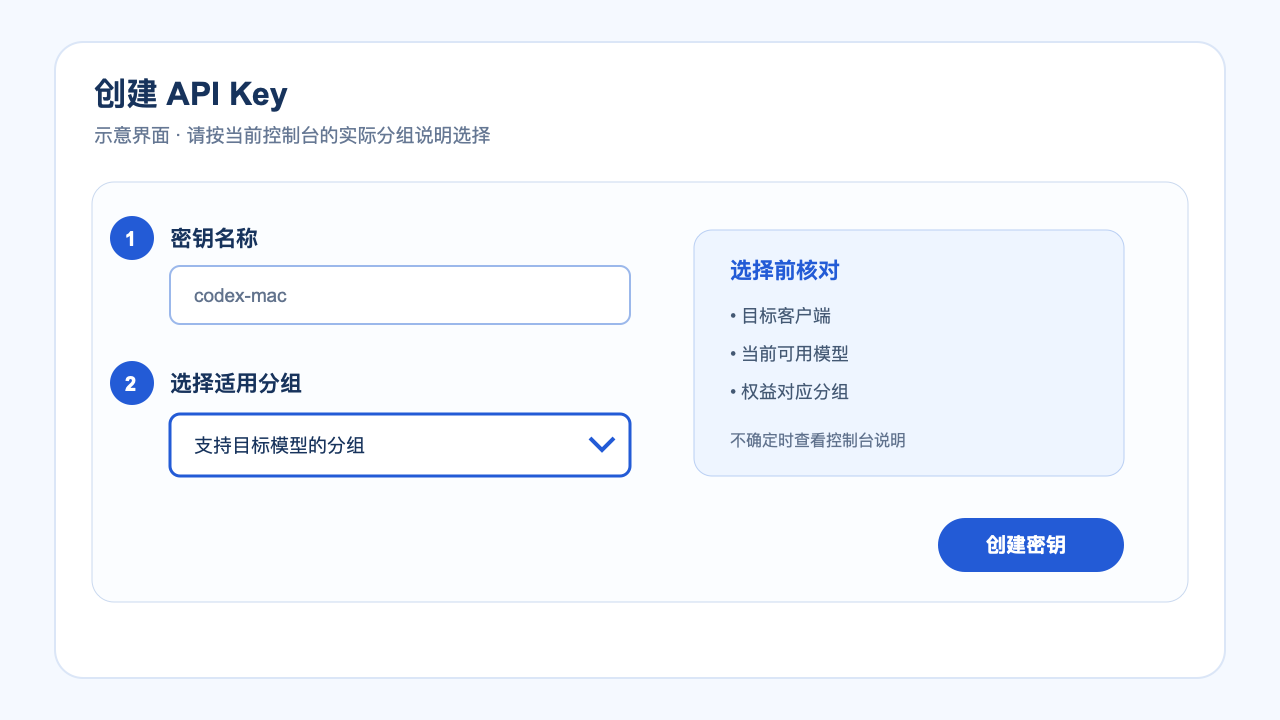 创建 API Key
示意界面 · 请按当前控制台的实际分组说明选择
1 密钥名称
codex-mac
2 选择适用分组
支持目标模型的分组
选择前核对
• 目标客户端
• 当前可用模型
• 权益对应分组
不确定时查看控制台说明
创建密钥